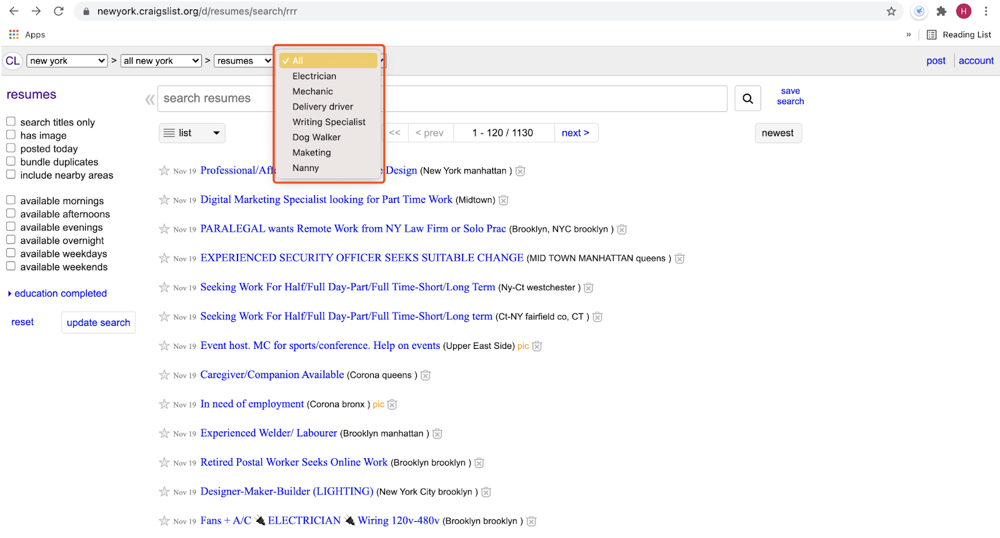 newyork.craigslist.org/d/resumes/search/rrr
H
Apps
»
Reading List
CL new york > all new york > resumes
post account
All
Electrician
Mechanic
Delivery driver
Writing Specialist
Dog Walker
Maketing
Nanny
resumes
search titles only
has image
posted today
bundle duplicates
include nearby areas
available mornings
available afternoons
available evenings
available overnight
available weekdays
available weekends
education completed
reset update search
« search resumes
save
search
list
<< < prev 1 - 120 / 1130 next >
newest
Nov 19 Professional/ Design (New York manhattan )
Nov 19 Digital Marketing Specialist looking for Part Time Work (Midtown)
Nov 19 PARALEGAL wants Remote Work from NY Law Firm or Solo Prac (Brooklyn, NYC brooklyn )
Nov 19 EXPERIENCED SECURITY OFFICER SEEKS SUITABLE CHANGE (MID TOWN MANHATTAN queens )
Nov 19 Seeking Work For Half/Full Day-Part/Full Time-Short/Long Term (Ny-Ct westchester )
Nov 19 Seeking Work For Half/Full Day-Part/Full Time-Short/Long term (Ct-NY fairfield co, CT )
Nov 19 Event host. MC for sports/conference. Help on events (Upper East Side) pic
Nov 19 Caregiver/Companion Available (Corona queens )
Nov 19 In need of employment (Corona bronx ) pic
Nov 19 Experienced Welder/ Labourer (Brooklyn manhattan )
Nov 19 Retired Postal Worker Seeks Online Work (Brooklyn brooklyn )
Nov 19 Designer-Maker-Builder (LIGHTING) (New York City brooklyn )
Nov 19 Fans + A/C 🔌 ELECTRICIAN 🔌 Wiring 120v-480v (Brooklyn brooklyn )